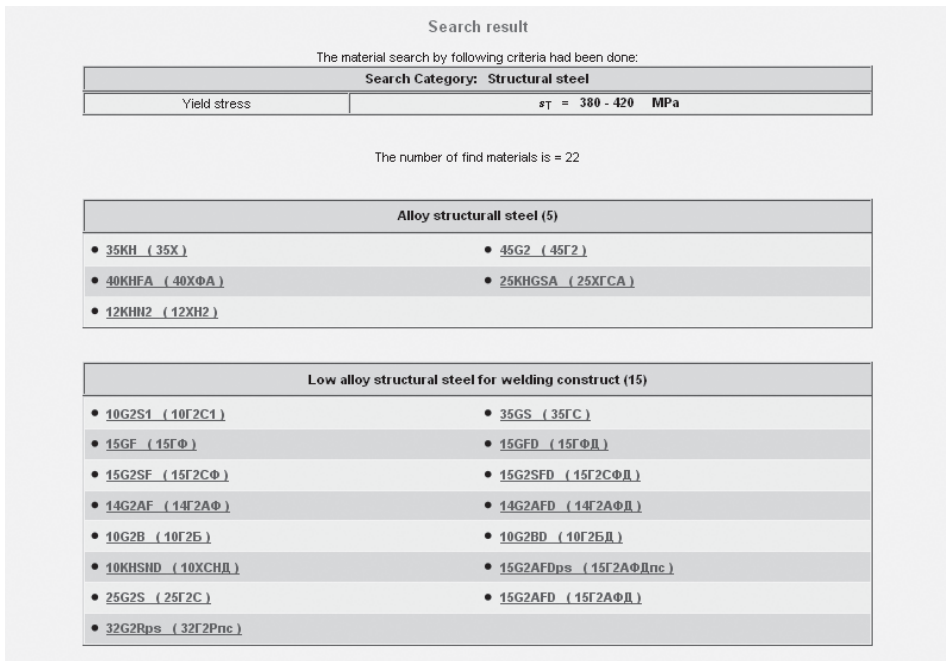 Search result
The material search by following criteria had been done:
Search Category: Structural steel
Yield stress sT = 380 - 420 MPa
The number of find materials is = 22
Alloy structurall steel (5)
• 35KH ( 35Х ) • 45G2 ( 45Г2 )
• 40KHFA ( 40ХФА ) • 25KHGSA ( 25ХГСА )
• 12KHN2 ( 12ХН2 )
Low alloy structural steel for welding construct (15)
• 10G2S1 ( 10Г2С1 ) • 35GS ( 35ГС )
• 15GF ( 15ГФ ) • 15GFD ( 15ГФД )
• 15G2SF ( 15Г2СФ ) • 15G2SFD ( 15Г2СФД )
• 14G2AF ( 14Г2АФ ) • 14G2AFD ( 14Г2АФД )
• 10G2B ( 10Г2Б ) • 10G2BD ( 10Г2БД )
• 10KHSND ( 10ХСНД ) • 15G2AFDps ( 15Г2АФДпс )
• 25G2S ( 25Г2С ) • 15G2AFD ( 15Г2АФД )
• 32G2Rps ( 32Г2Рпс )